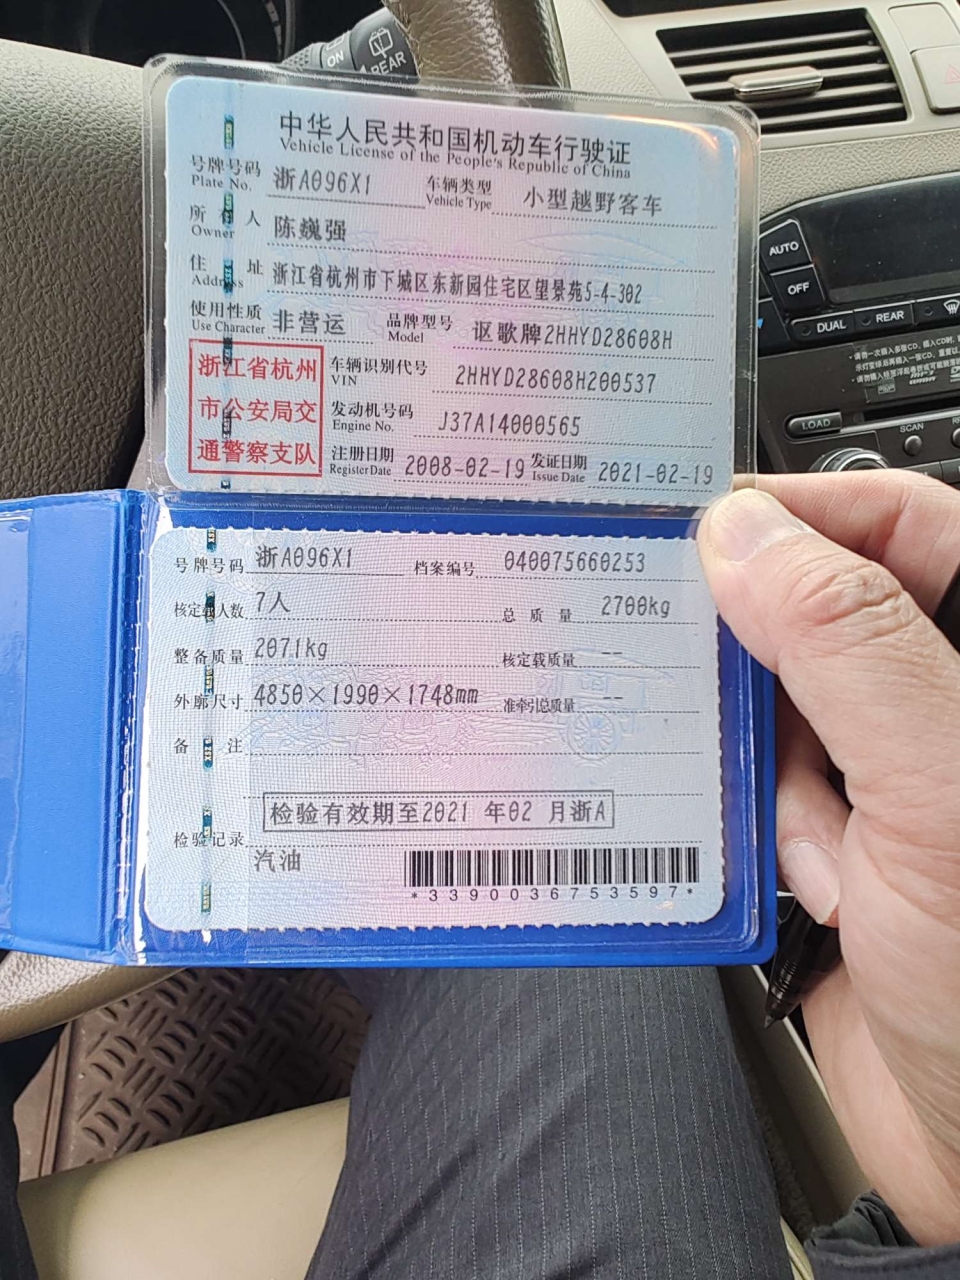 ON
REAR
中华人民共和国机动车行驶证
Vehicle License of the People's Republic of China
号牌号码 浙A096X1 车辆类型 小型越野客车
Plate No. Vehicle Type
所有人 陈巍强
Owner
住址 浙江省杭州市下城区东新园住宅区望景苑5-4-302
Address
使用性质 非营运 品牌型号 讴歌牌2HHYD28608H
Use Character Model
浙江省杭州
市公安局交
通警察支队
车辆识别代号 2HHYD28608H200537
VIN
发动机号码 J37A14000565
Engine No.
注册日期 2008-02-19 发证日期 2021-02-19
Register Date Issue Date
号牌号码 浙A096X1 档案编号 040075660253
核定载人数 7人 总质量 2700kg
整备质量 2071kg 核定载质量 --
外廓尺寸 4850×1990×1748mm 准牵引总质量 --
备注
检验有效期至2021 年02 月浙A
检验记录
汽油
*3390036753597*
AUTO
OFF
DUAL
REAR
LOAD
SCAN